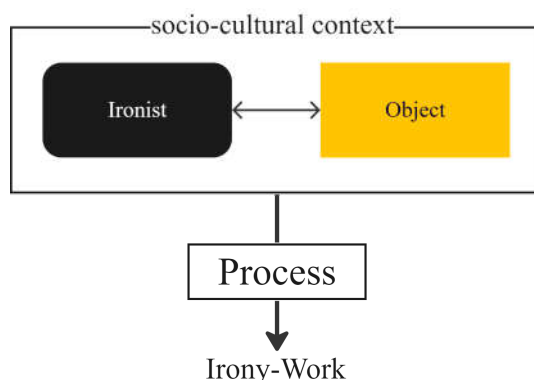 socio-cultural context
Ironist
Object
Process
Irony-Work